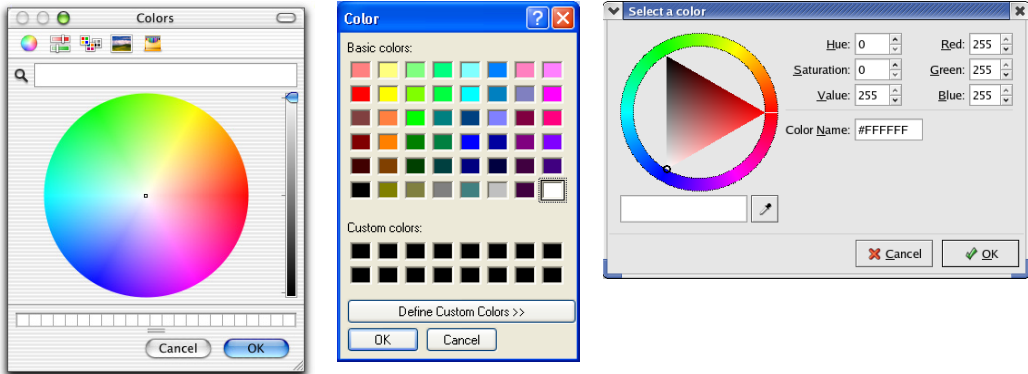 Colors
Cancel
OK
Color
?
Basic colors:
Custom colors:
Define Custom Colors >>
OK
Cancel
Select a color
Hue: 0
Red: 255
Saturation: 0
Green: 255
Value: 255
Blue: 255
Color Name: #FFFFFF
Cancel
OK